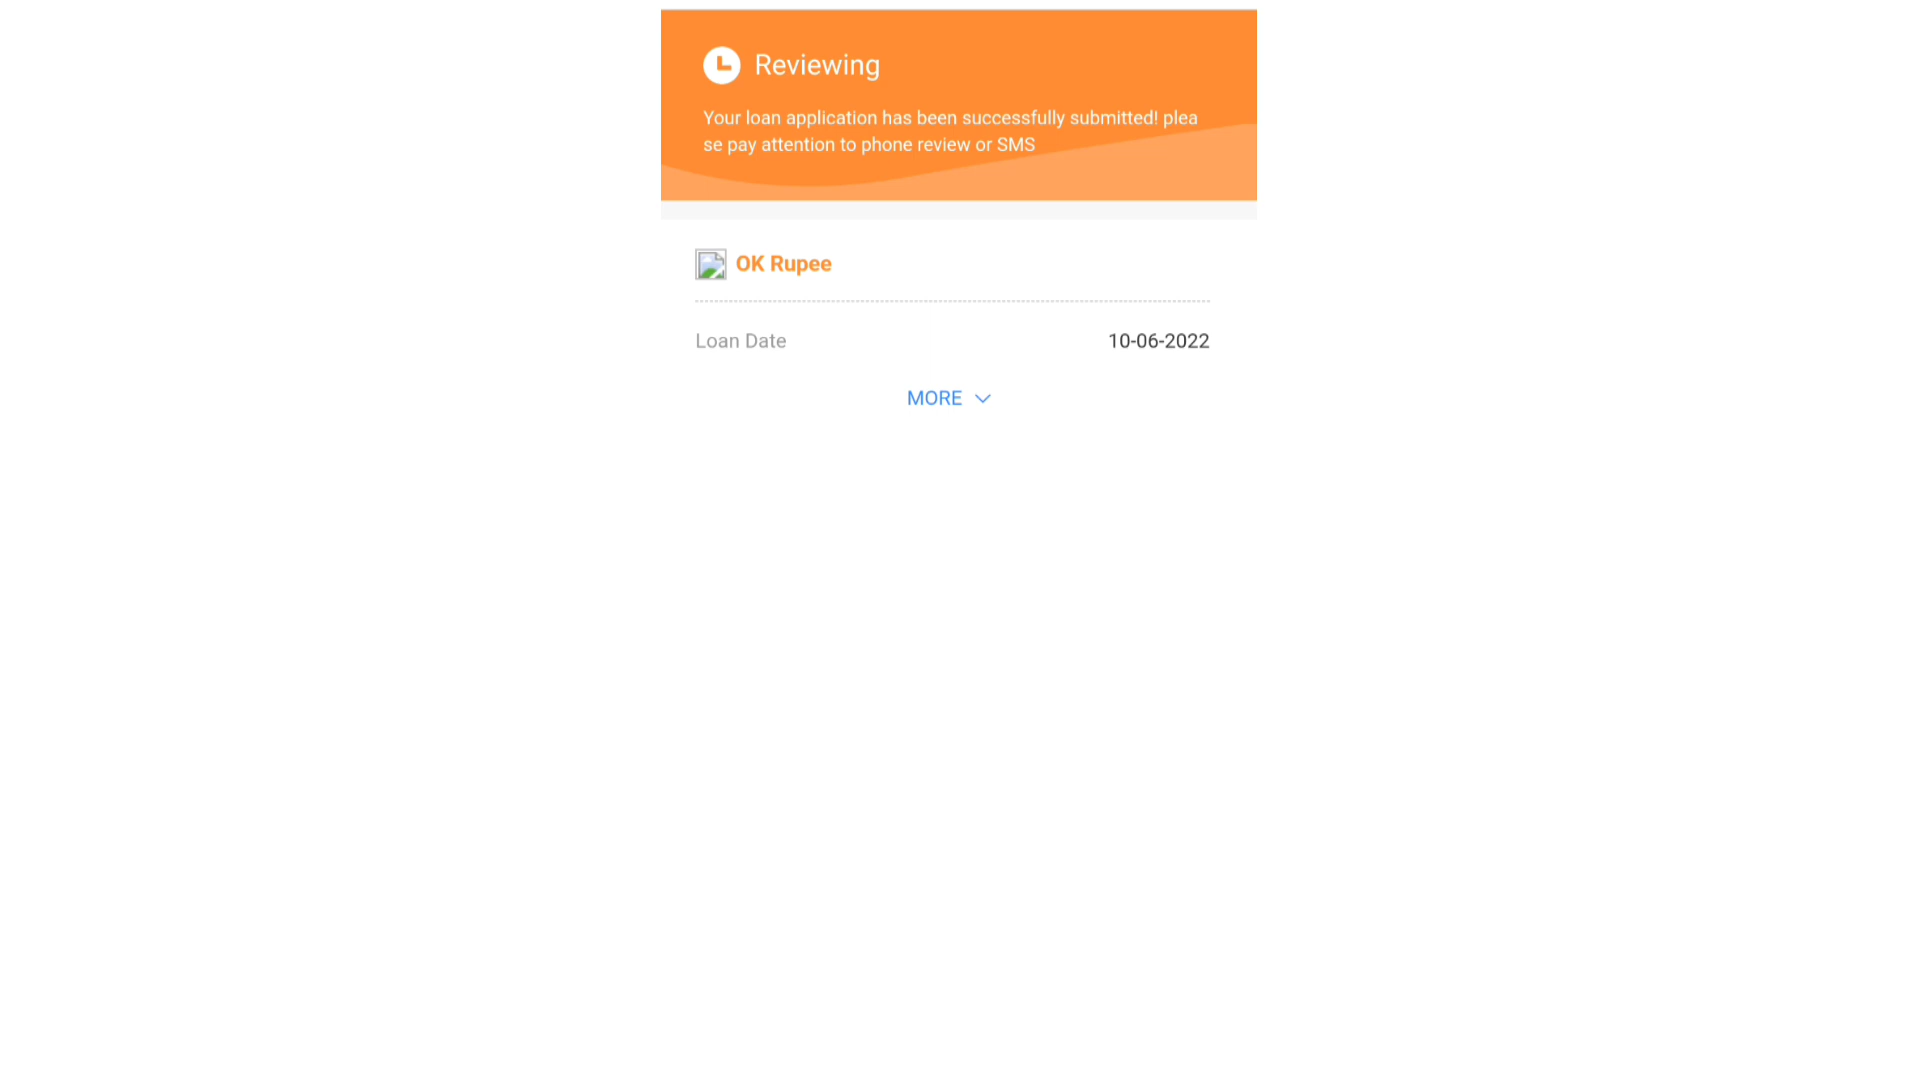 Reviewing
Your loan application has been successfully submitted! plea
se pay attention to phone review or SMS
OK Rupee
Loan Date 10-06-2022
MORE